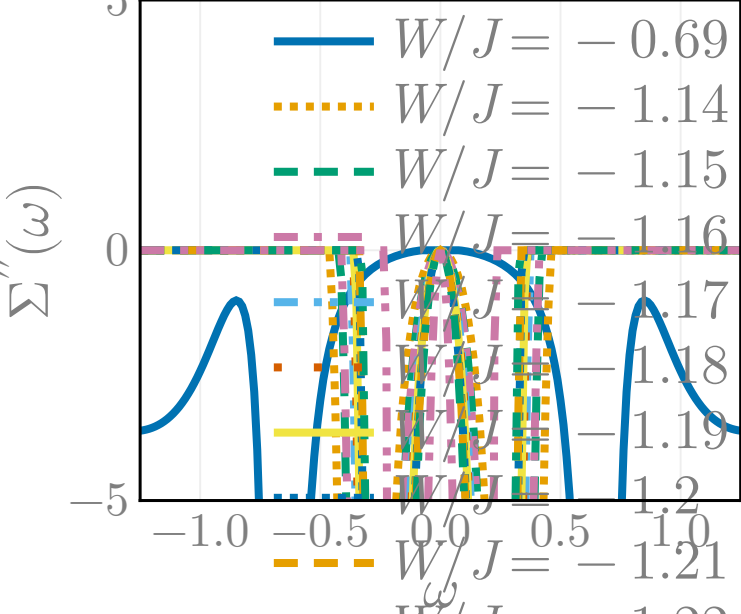 5
W/J = − 0.69
W/J = − 1.14
W/J = − 1.15
W/J = − 1.16
0
Σ″(ω)
W/J = − 1.17
W/J = − 1.18
W/J = − 1.19
−5
W/J = − 1.2
−1.0 −0.5 0.0 0.5 1.0
W/J = − 1.21
ω